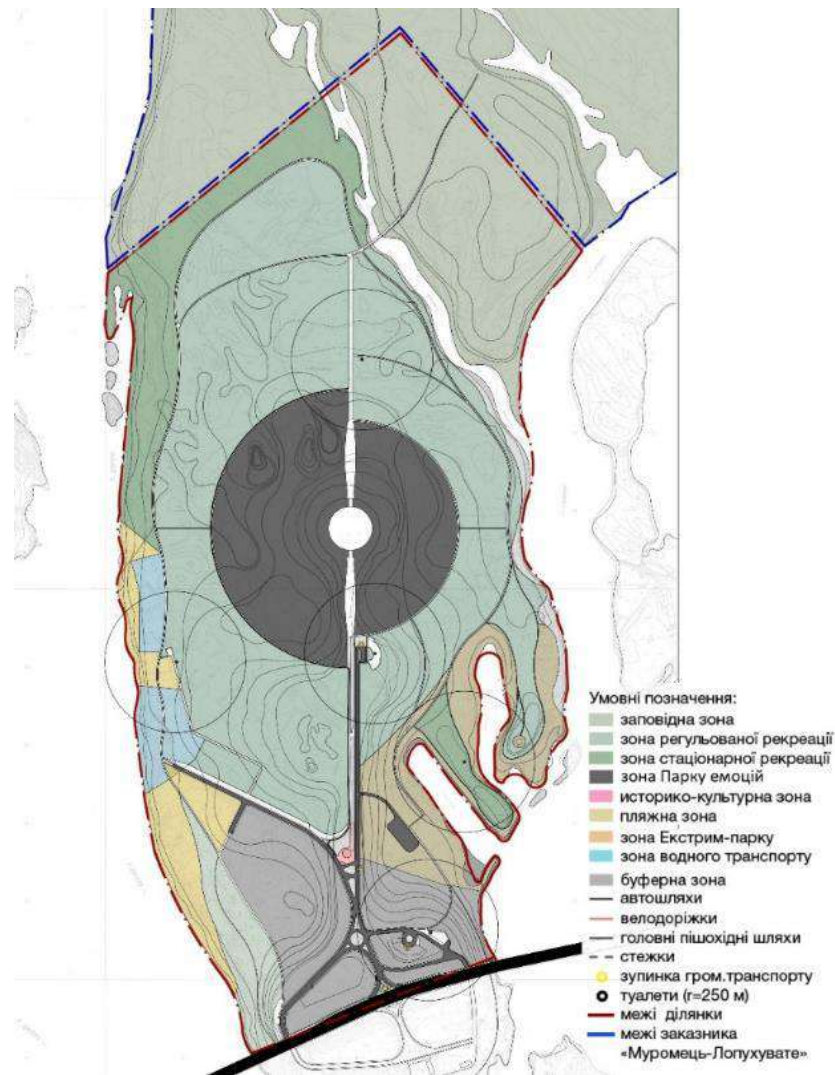 Умовні позначення:
заповідна зона
зона регульованої рекреації
зона стаціонарної рекреації
зона Парку емоцій
историко-культурна зона
пляжна зона
зона Екстрим-парку
зона водного транспорту
буферна зона
автошляхи
велодоріжки
головні пішохідні шляхи
стежки
зупинка гром.транспорту
туалети (r=250 м)
межі ділянки
межі заказника
«Муромець-Лопухувате»